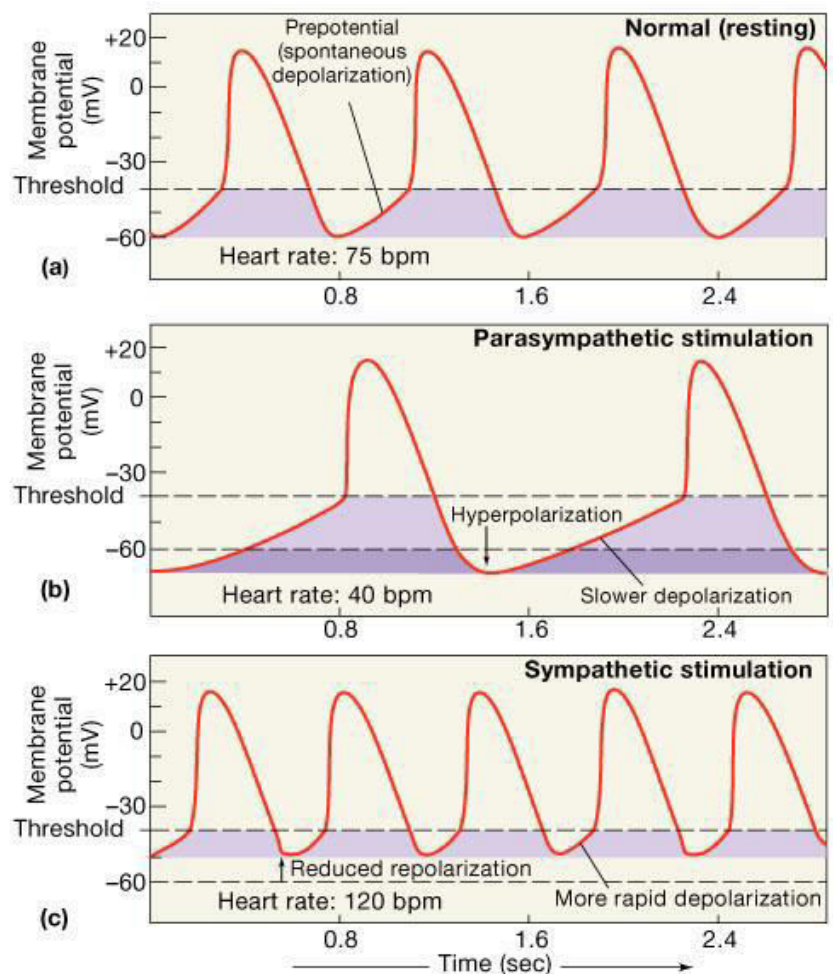 Normal (resting)
Prepotential
(spontaneous
depolarization)
Membrane
potential
(mV)
+20
0
−30
Threshold
−60
(a)
Heart rate: 75 bpm
0.8
1.6
2.4
Parasympathetic stimulation
Membrane
potential
(mV)
+20
0
−30
Threshold
Hyperpolarization
−60
(b)
Heart rate: 40 bpm
Slower depolarization
0.8
1.6
2.4
Sympathetic stimulation
Membrane
potential
(mV)
+20
0
−30
Threshold
Reduced repolarization
−60
(c)
Heart rate: 120 bpm
More rapid depolarization
0.8
1.6
2.4
Time (sec)